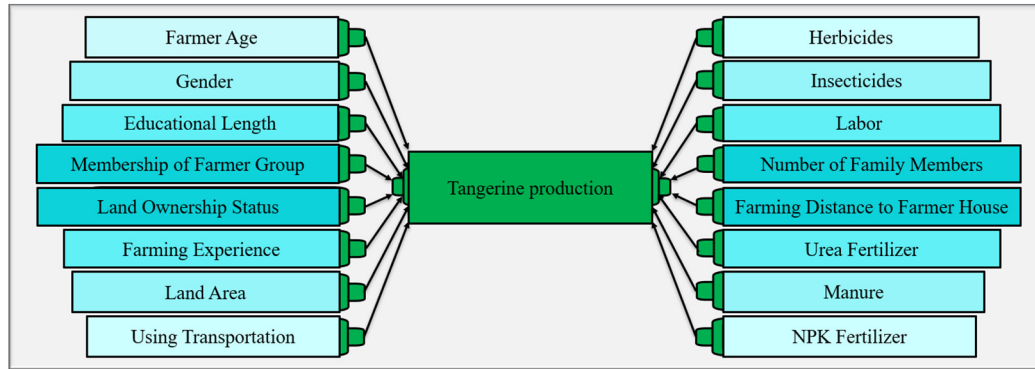 Farmer Age
Gender
Educational Length
Membership of Farmer Group
Land Ownership Status
Farming Experience
Land Area
Using Transportation
Tangerine production
Herbicides
Insecticides
Labor
Number of Family Members
Farming Distance to Farmer House
Urea Fertilizer
Manure
NPK Fertilizer